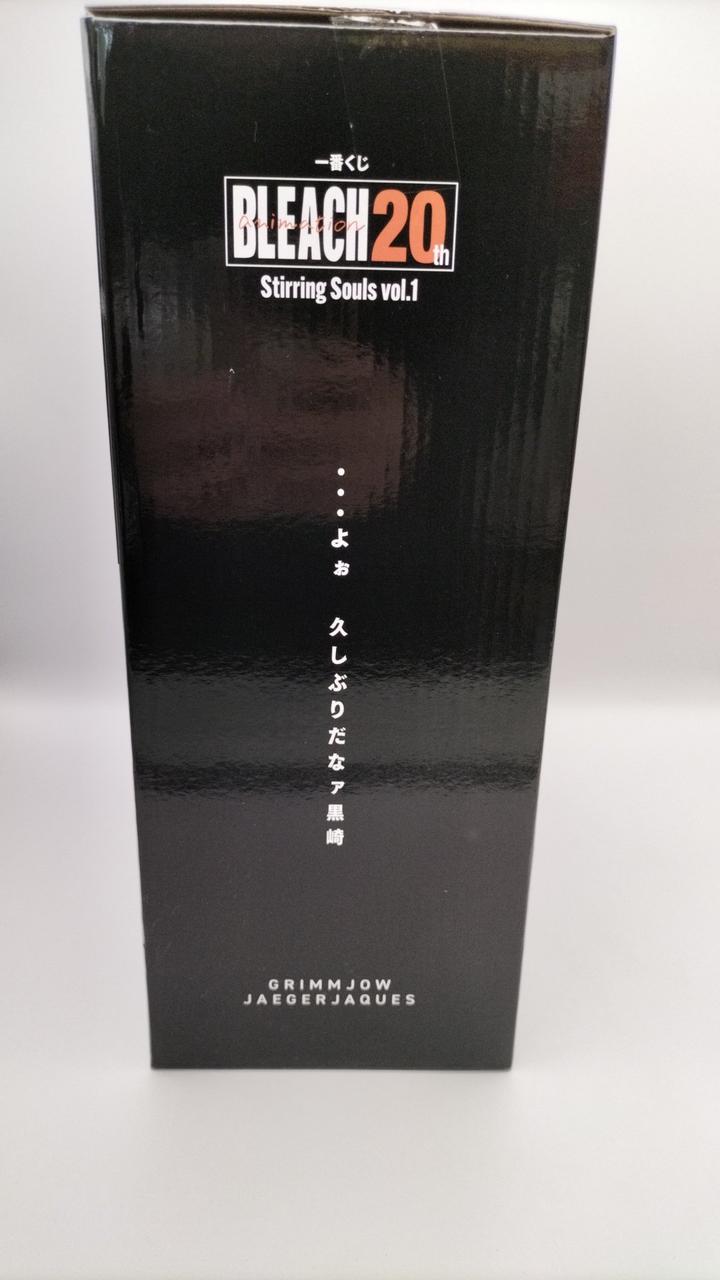 一番くじ
BLEACH 20th
animation
Stirring Souls vol.1
・・・よぉ 久しぶりだなァ黒崎
GRIMMJOW
JAEGERJAQUES